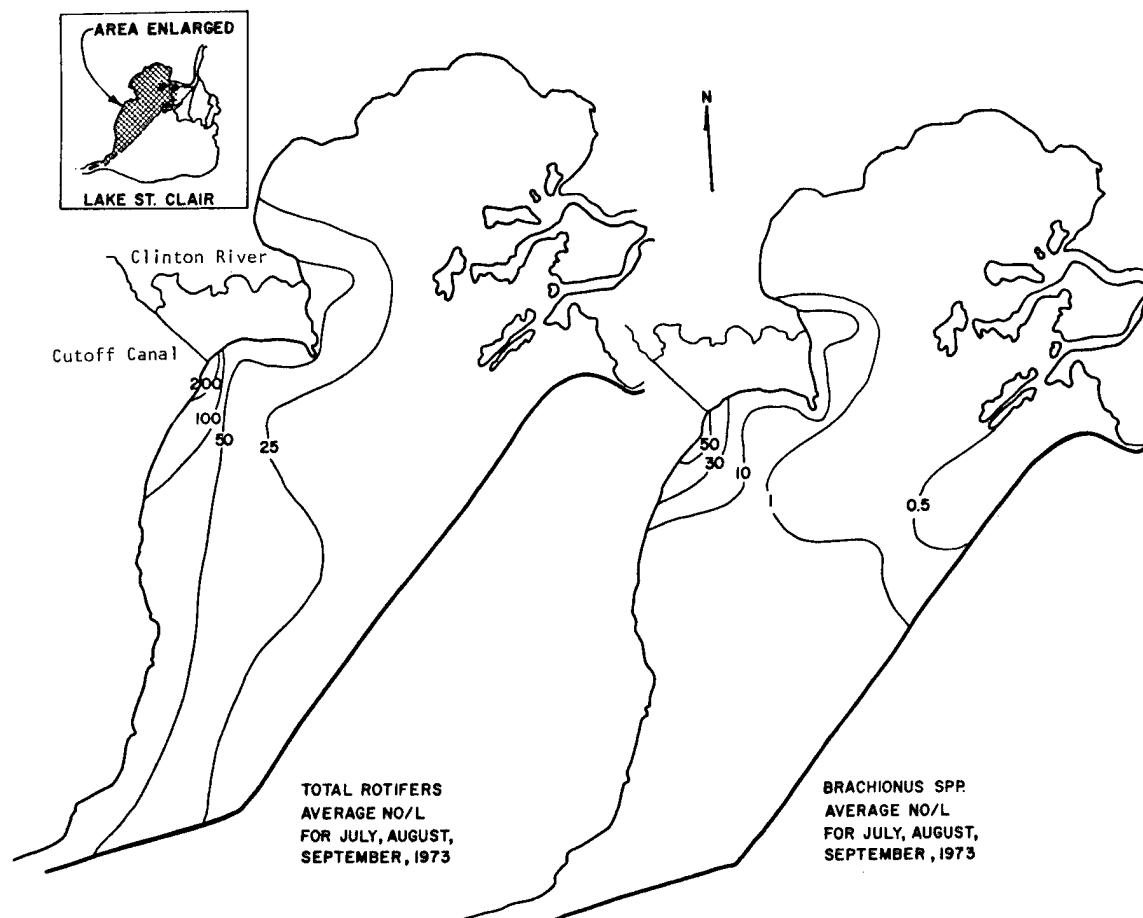 AREA ENLARGED
LAKE ST. CLAIR
N
Clinton River
Cutoff Canal
200
100
50
25
50
30
10
1
0.5
TOTAL ROTIFERS
AVERAGE NO/L
FOR JULY, AUGUST,
SEPTEMBER, 1973
BRACHIONUS SPP.
AVERAGE NO/L
FOR JULY, AUGUST,
SEPTEMBER, 1973